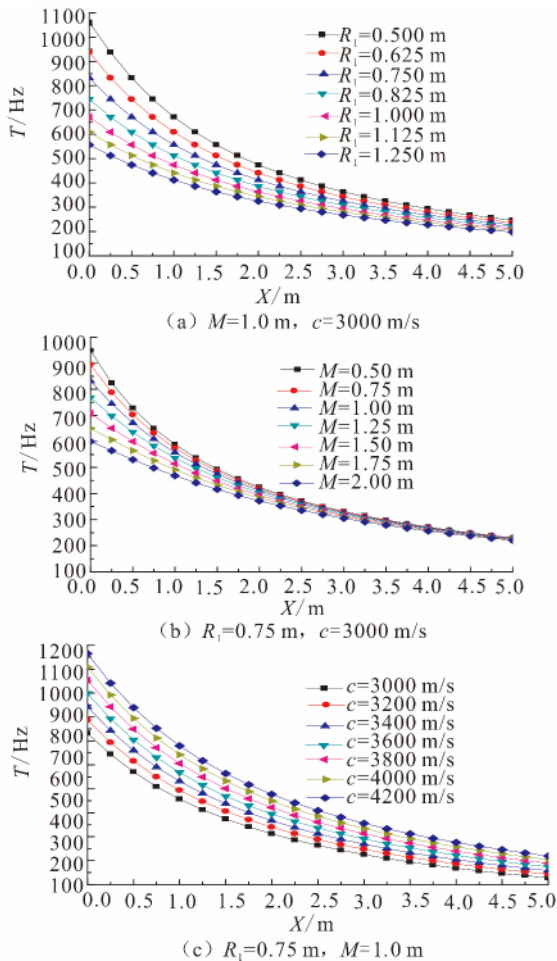 1100
1000
900
800
700
600
500
400
300
200
100
T/Hz
R₁=0.500 m
R₁=0.625 m
R₁=0.750 m
R₁=0.825 m
R₁=1.000 m
R₁=1.125 m
R₁=1.250 m
0.0 0.5 1.0 1.5 2.0 2.5 3.0 3.5 4.0 4.5 5.0
X/m
（a）M=1.0 m，c=3000 m/s
1000
900
800
700
600
500
400
300
200
100
T/Hz
M=0.50 m
M=0.75 m
M=1.00 m
M=1.25 m
M=1.50 m
M=1.75 m
M=2.00 m
0.0 0.5 1.0 1.5 2.0 2.5 3.0 3.5 4.0 4.5 5.0
X/m
（b）R₁=0.75 m，c=3000 m/s
1200
1100
1000
900
800
700
600
500
400
300
200
100
T/Hz
c=3000 m/s
c=3200 m/s
c=3400 m/s
c=3600 m/s
c=3800 m/s
c=4000 m/s
c=4200 m/s
0.0 0.5 1.0 1.5 2.0 2.5 3.0 3.5 4.0 4.5 5.0
X/m
（c）R₁=0.75 m，M=1.0 m